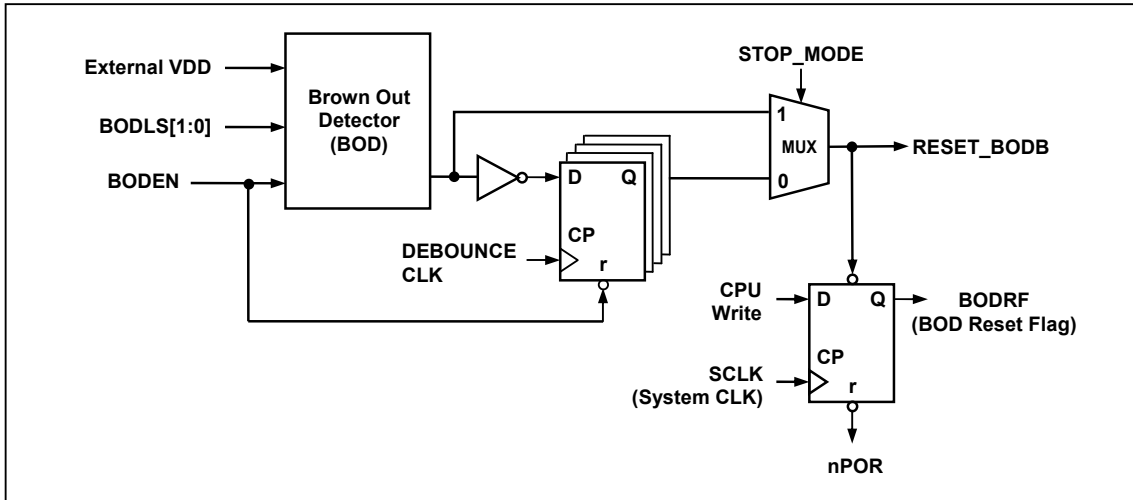 STOP_MODE
External VDD
Brown Out
Detector
(BOD)
BODLS[1:0]
BODEN
1
MUX
0
RESET_BODB
D Q
CP
r
DEBOUNCE
CLK
CPU
Write
D Q
CP
r
BODRF
(BOD Reset Flag)
SCLK
(System CLK)
nPOR